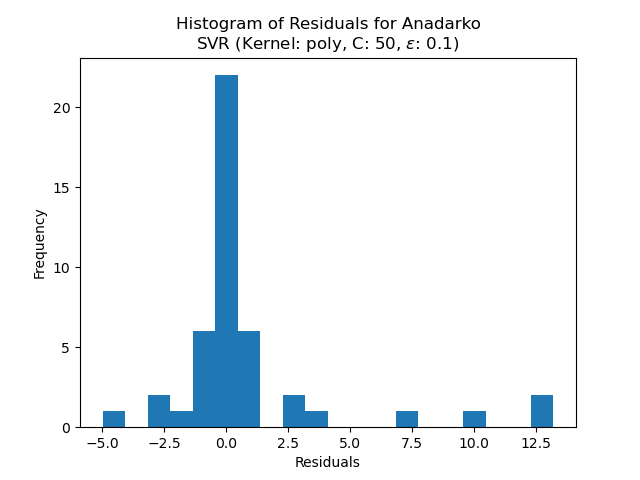 Histogram of Residuals for Anadarko
SVR (Kernel: poly, C: 50, ε: 0.1)
Frequency
20
15
10
5
0
−5.0 −2.5 0.0 2.5 5.0 7.5 10.0 12.5
Residuals